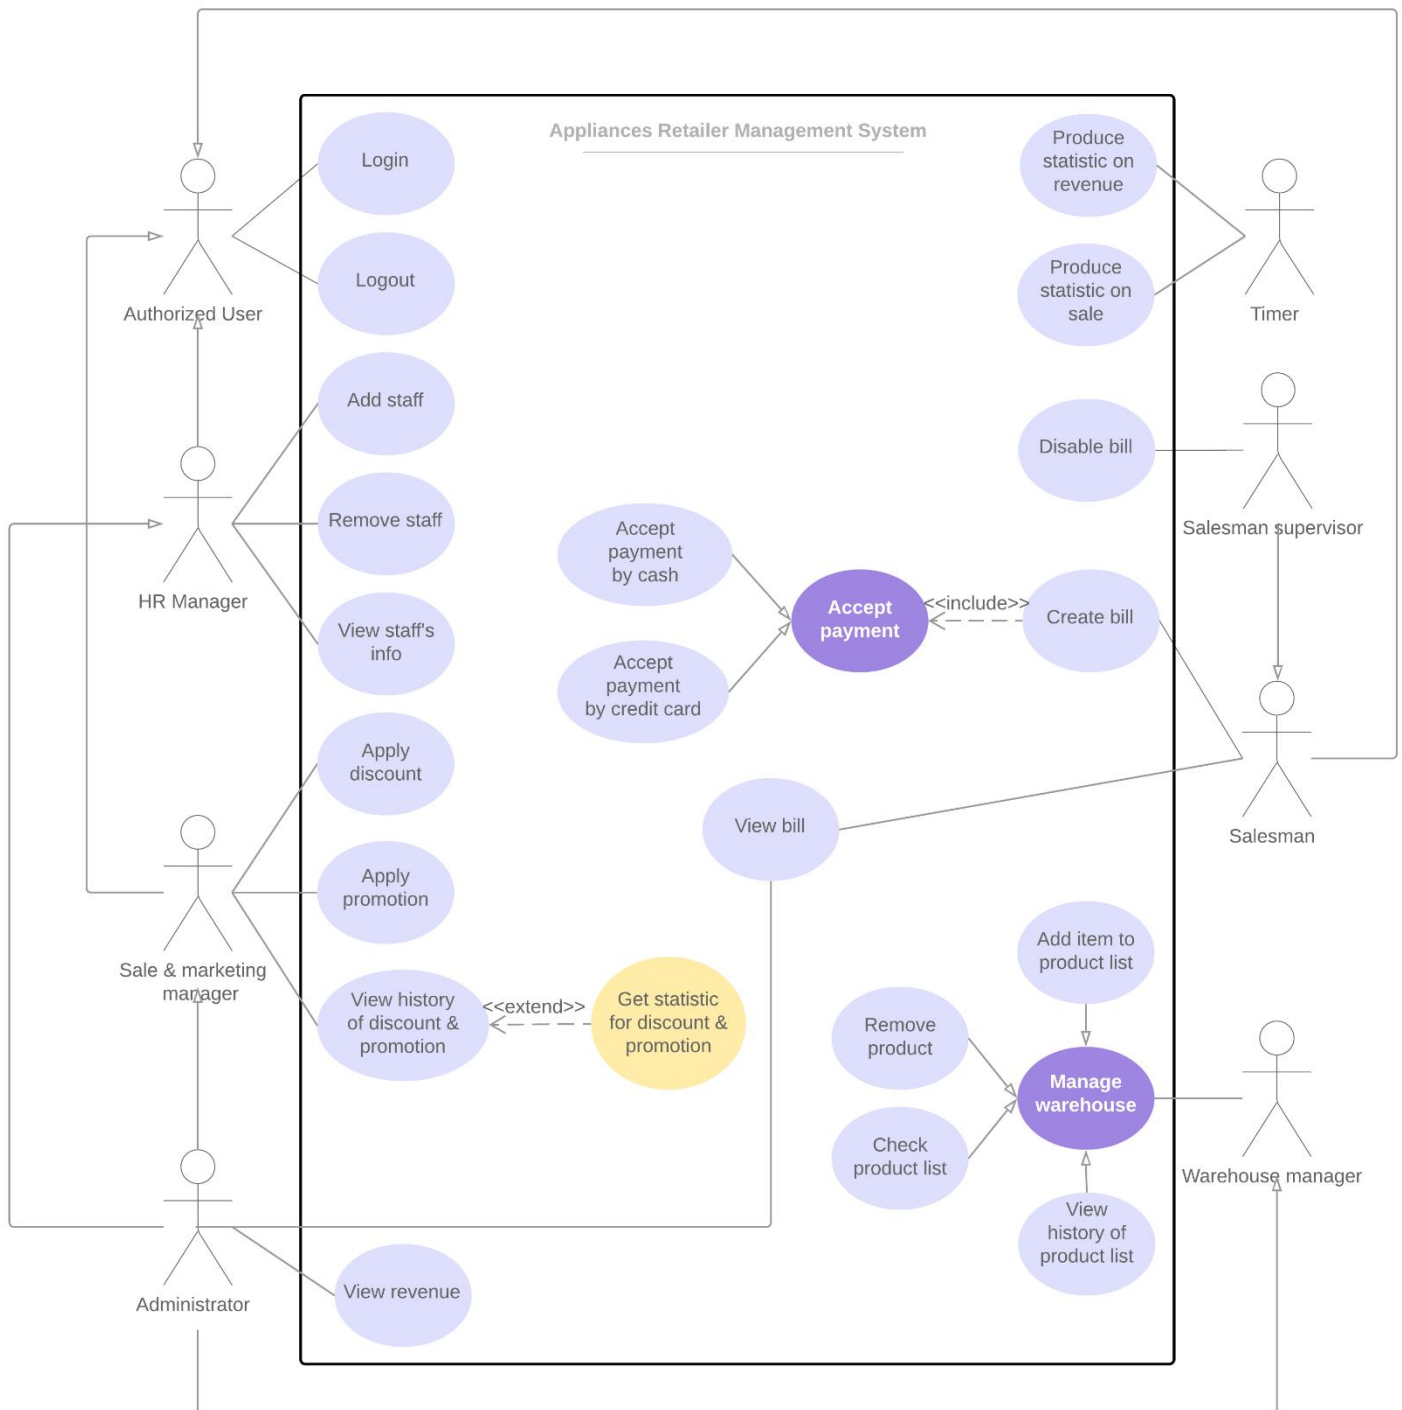 Appliances Retailer Management System
Login
Logout
Authorized User
Produce
statistic on
revenue
Produce
statistic on
sale
Timer
Add staff
Remove staff
View staff's
info
HR Manager
Disable bill
Salesman supervisor
Accept
payment
by cash
Accept
payment
by credit card
Accept
payment
<<include>>
Create bill
Apply
discount
Apply
promotion
View bill
Salesman
Sale & marketing
manager
View history
of discount &
promotion
<<extend>>
Get statistic
for discount &
promotion
Add item to
product list
Remove
product
Manage
warehouse
Check
product list
View
history of
product list
Warehouse manager
Administrator
View revenue